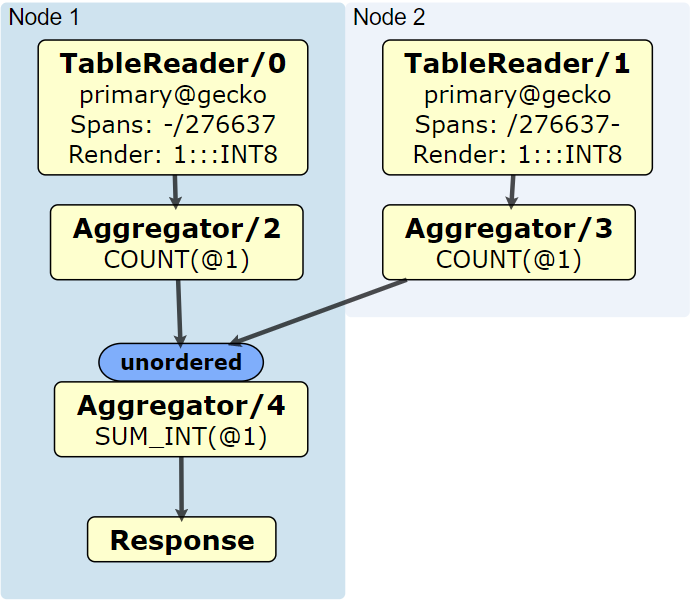 Node 1
TableReader/0
primary@gecko
Spans: -/276637
Render: 1:::INT8
Aggregator/2
COUNT(@1)
Node 2
TableReader/1
primary@gecko
Spans: /276637-
Render: 1:::INT8
Aggregator/3
COUNT(@1)
unordered
Aggregator/4
SUM_INT(@1)
Response